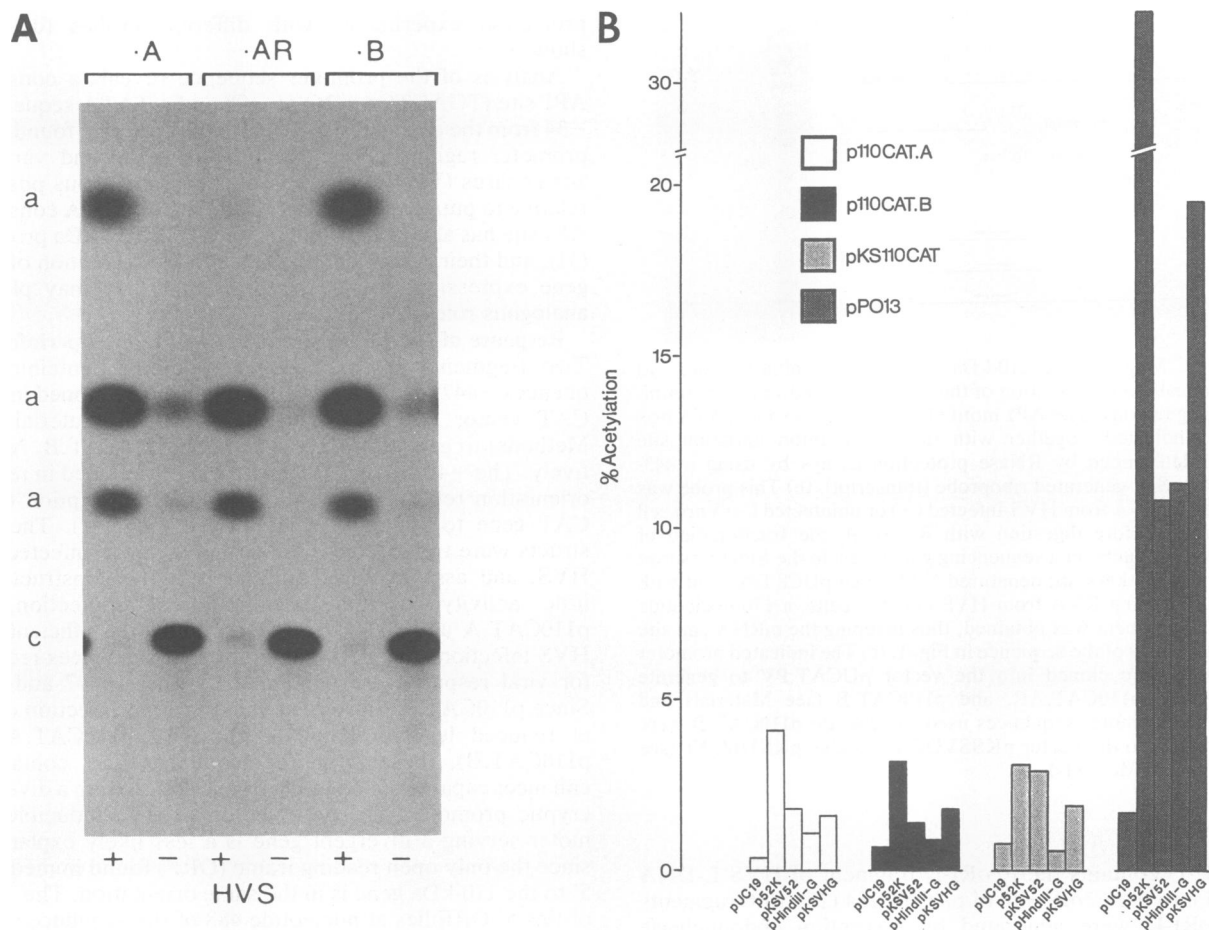 A
·A ·AR ·B
a
a
a
c
+ − + − + −
HVS
B
30
20
15
10
5
0
% Acetylation
p110CAT.A
p110CAT.B
pKS110CAT
pPO13
pUC19
p52K
pKSV52
pHindIII-G
pKSVHG
pUC19
p52K
pKSV52
pHindIII-G
pKSVHG
pUC19
p52K
pKSV52
pHindIII-G
pKSVHG
pUC19
p52K
pKSV52
pHindIII-G
pKSVHG